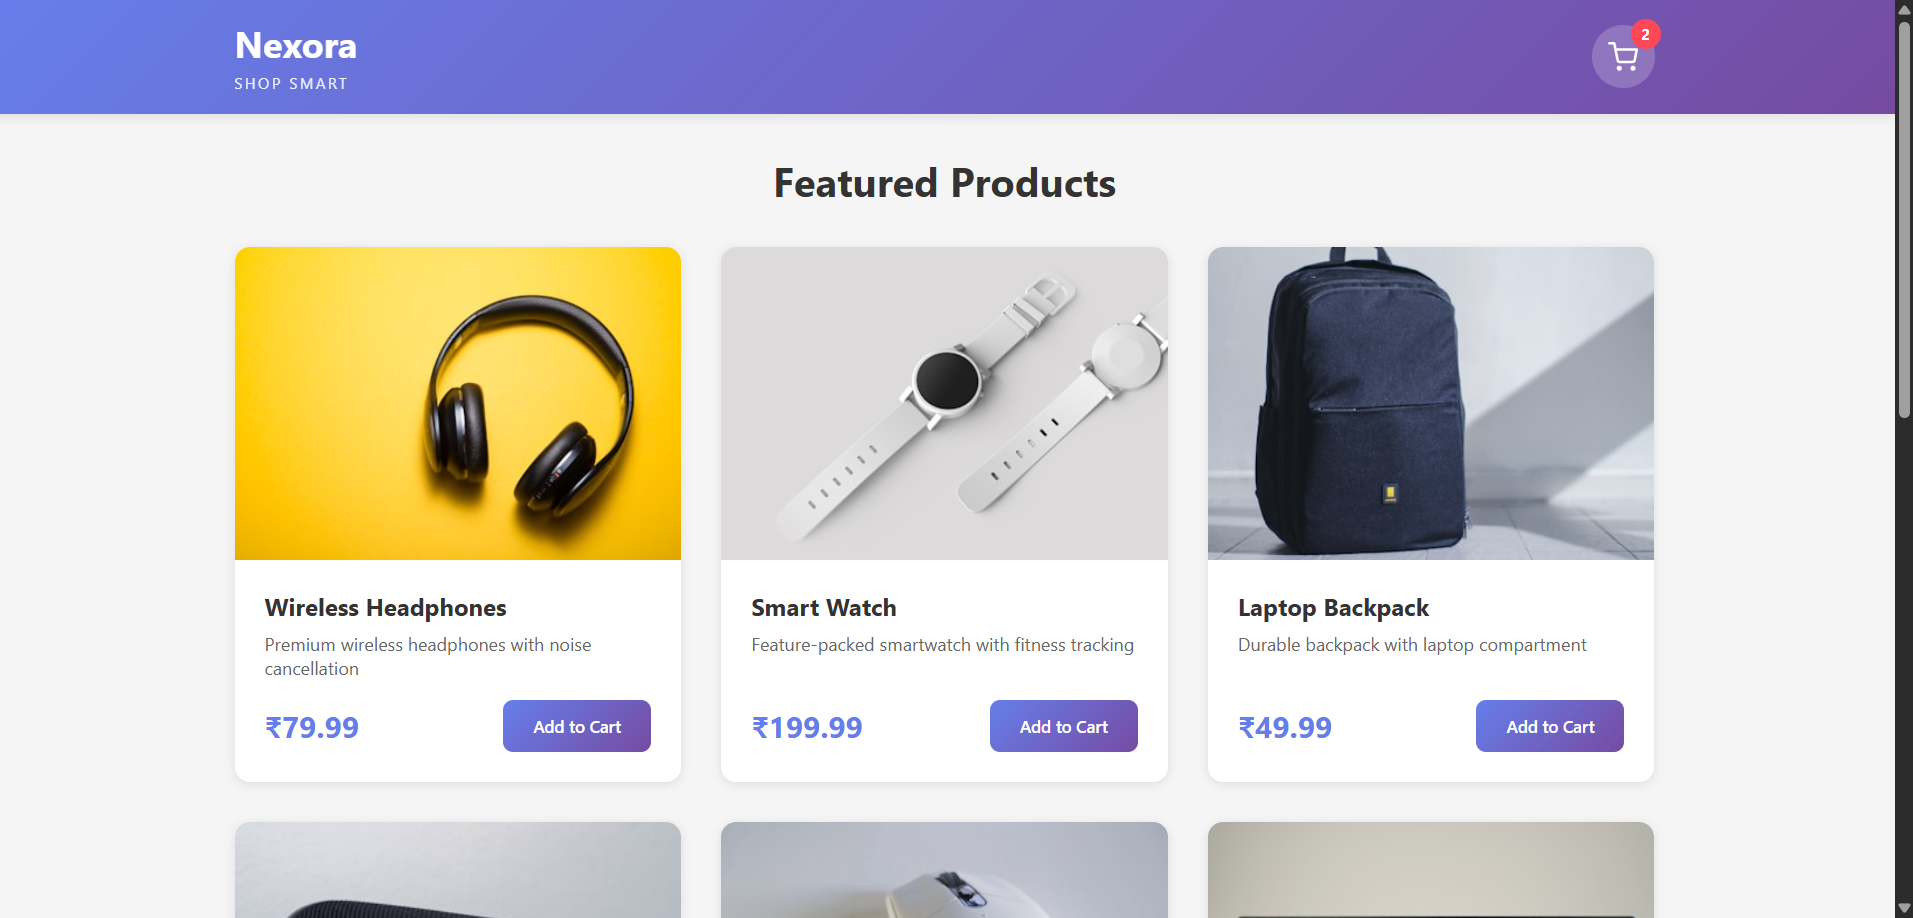 Nexora
SHOP SMART
2
Featured Products
Wireless Headphones
Premium wireless headphones with noise
cancellation
₹79.99
Add to Cart
Smart Watch
Feature-packed smartwatch with fitness tracking
₹199.99
Add to Cart
Laptop Backpack
Durable backpack with laptop compartment
₹49.99
Add to Cart